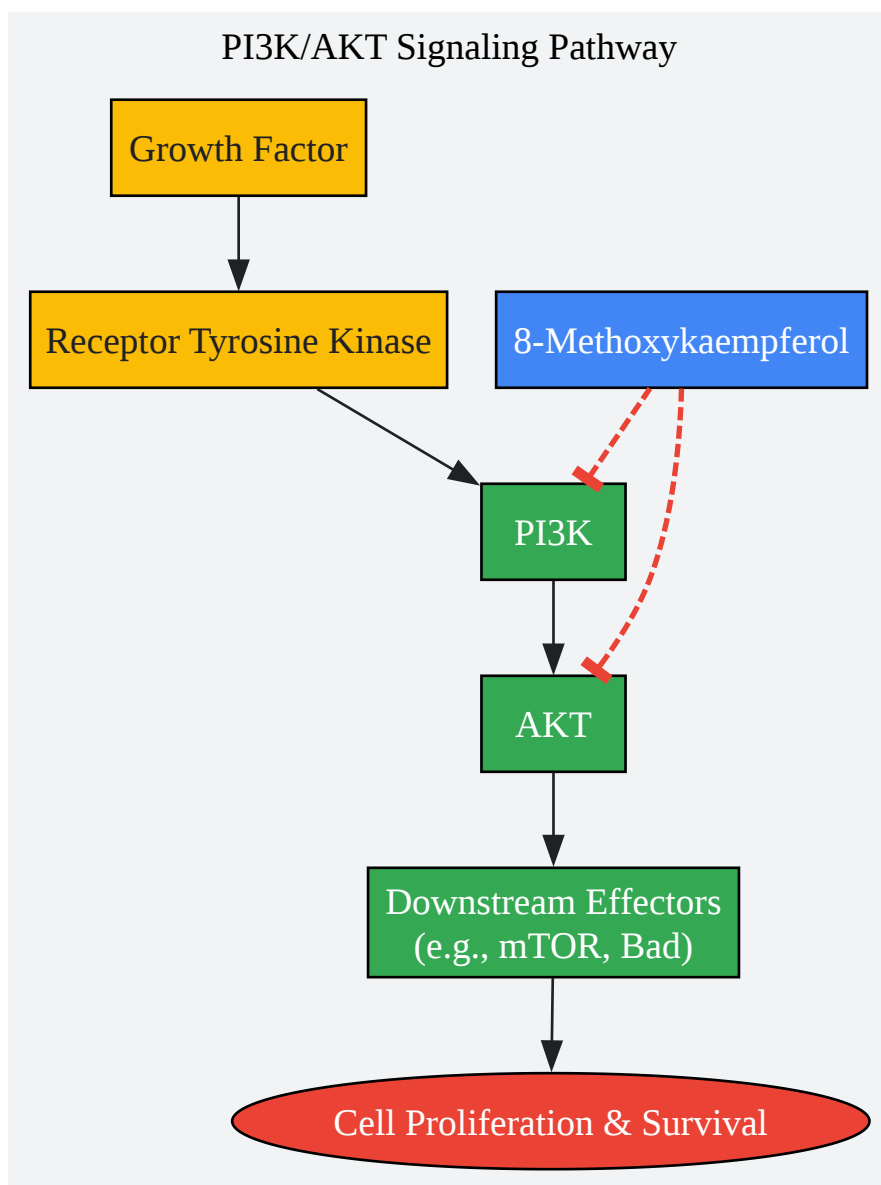 PI3K/AKT Signaling Pathway
Growth Factor
Receptor Tyrosine Kinase
8-Methoxykaempferol
PI3K
AKT
Downstream Effectors
(e.g., mTOR, Bad)
Cell Proliferation & Survival